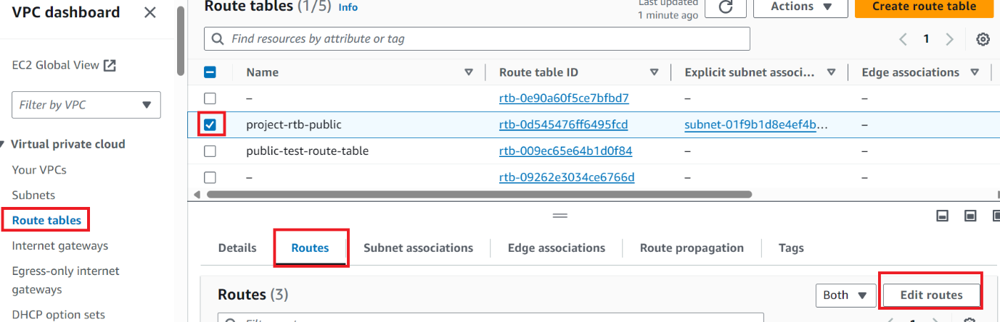 VPC dashboard
EC2 Global View
Filter by VPC
Virtual private cloud
Your VPCs
Subnets
Route tables
Internet gateways
Egress-only internet
gateways
DHCP option sets
Route tables (1/5) Info
Last updated
1 minute ago
Actions
Create route table
Find resources by attribute or tag
1
Name Route table ID Explicit subnet associ... Edge associations
– rtb-0e90a60f5ce7bfbd7 – –
project-rtb-public rtb-0d545476ff6495fcd subnet-01f9b1d8e4ef4b... –
public-test-route-table rtb-009ec65e64b1d0f84 – –
– rtb-09262e3034ce6766d – –
Details Routes Subnet associations Edge associations Route propagation Tags
Routes (3) Both Edit routes